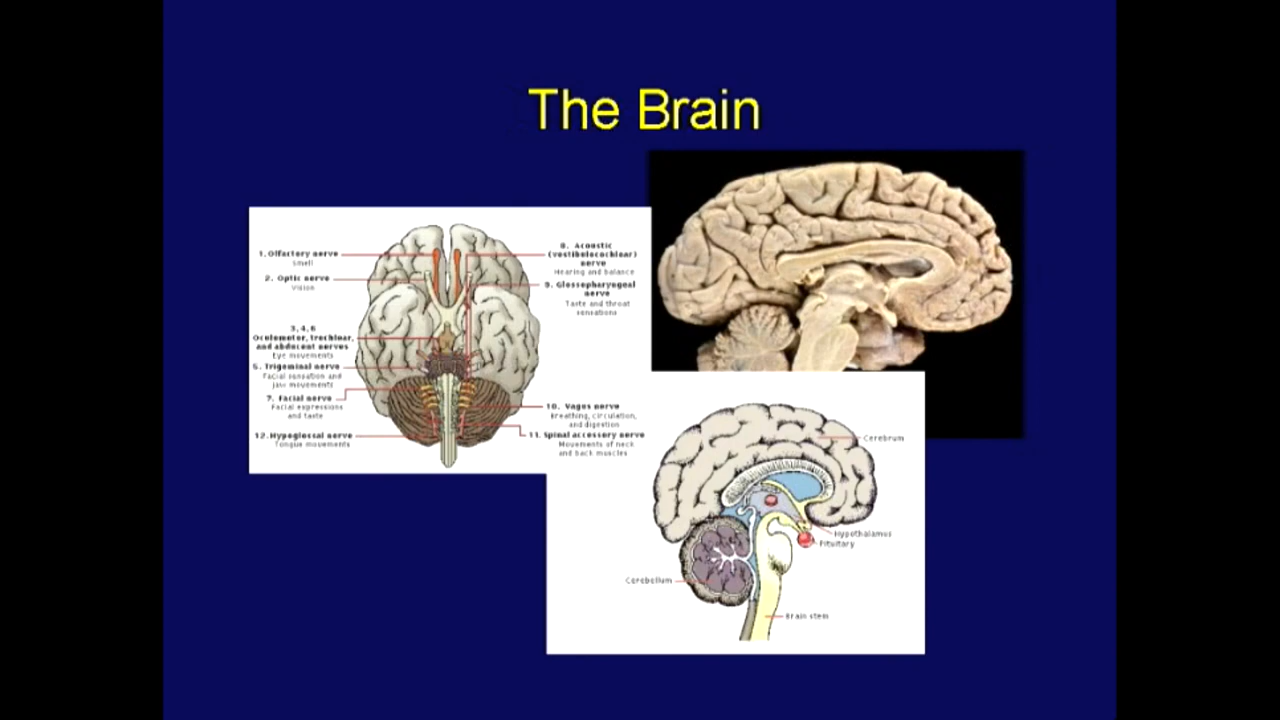 The Brain
1. Olfactory nerve
Smell
2. Optic nerve
Vision
3, 4, 6
Oculomotor, trochlear,
and abducent nerves
Eye movements
5. Trigeminal nerve
Facial sensation and
jaw movements
7. Facial nerve
Facial expressions
and taste
12. Hypoglossal nerve
Tongue movements
8. Acoustic
(vestibulocochlear)
nerve
Hearing and balance
9. Glossopharyngeal
nerve
Taste and throat
sensations
10. Vagus nerve
Breathing, circulation,
and digestion
11. Spinal accessory nerve
Movements of neck
and back muscles
Cerebrum
Hypothalamus
Pituitary
Cerebellum
Brain stem